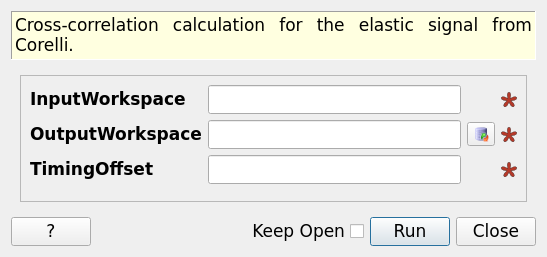 Cross-correlation calculation for the elastic signal from
Corelli.
InputWorkspace
OutputWorkspace
TimingOffset
? Keep Open Run Close